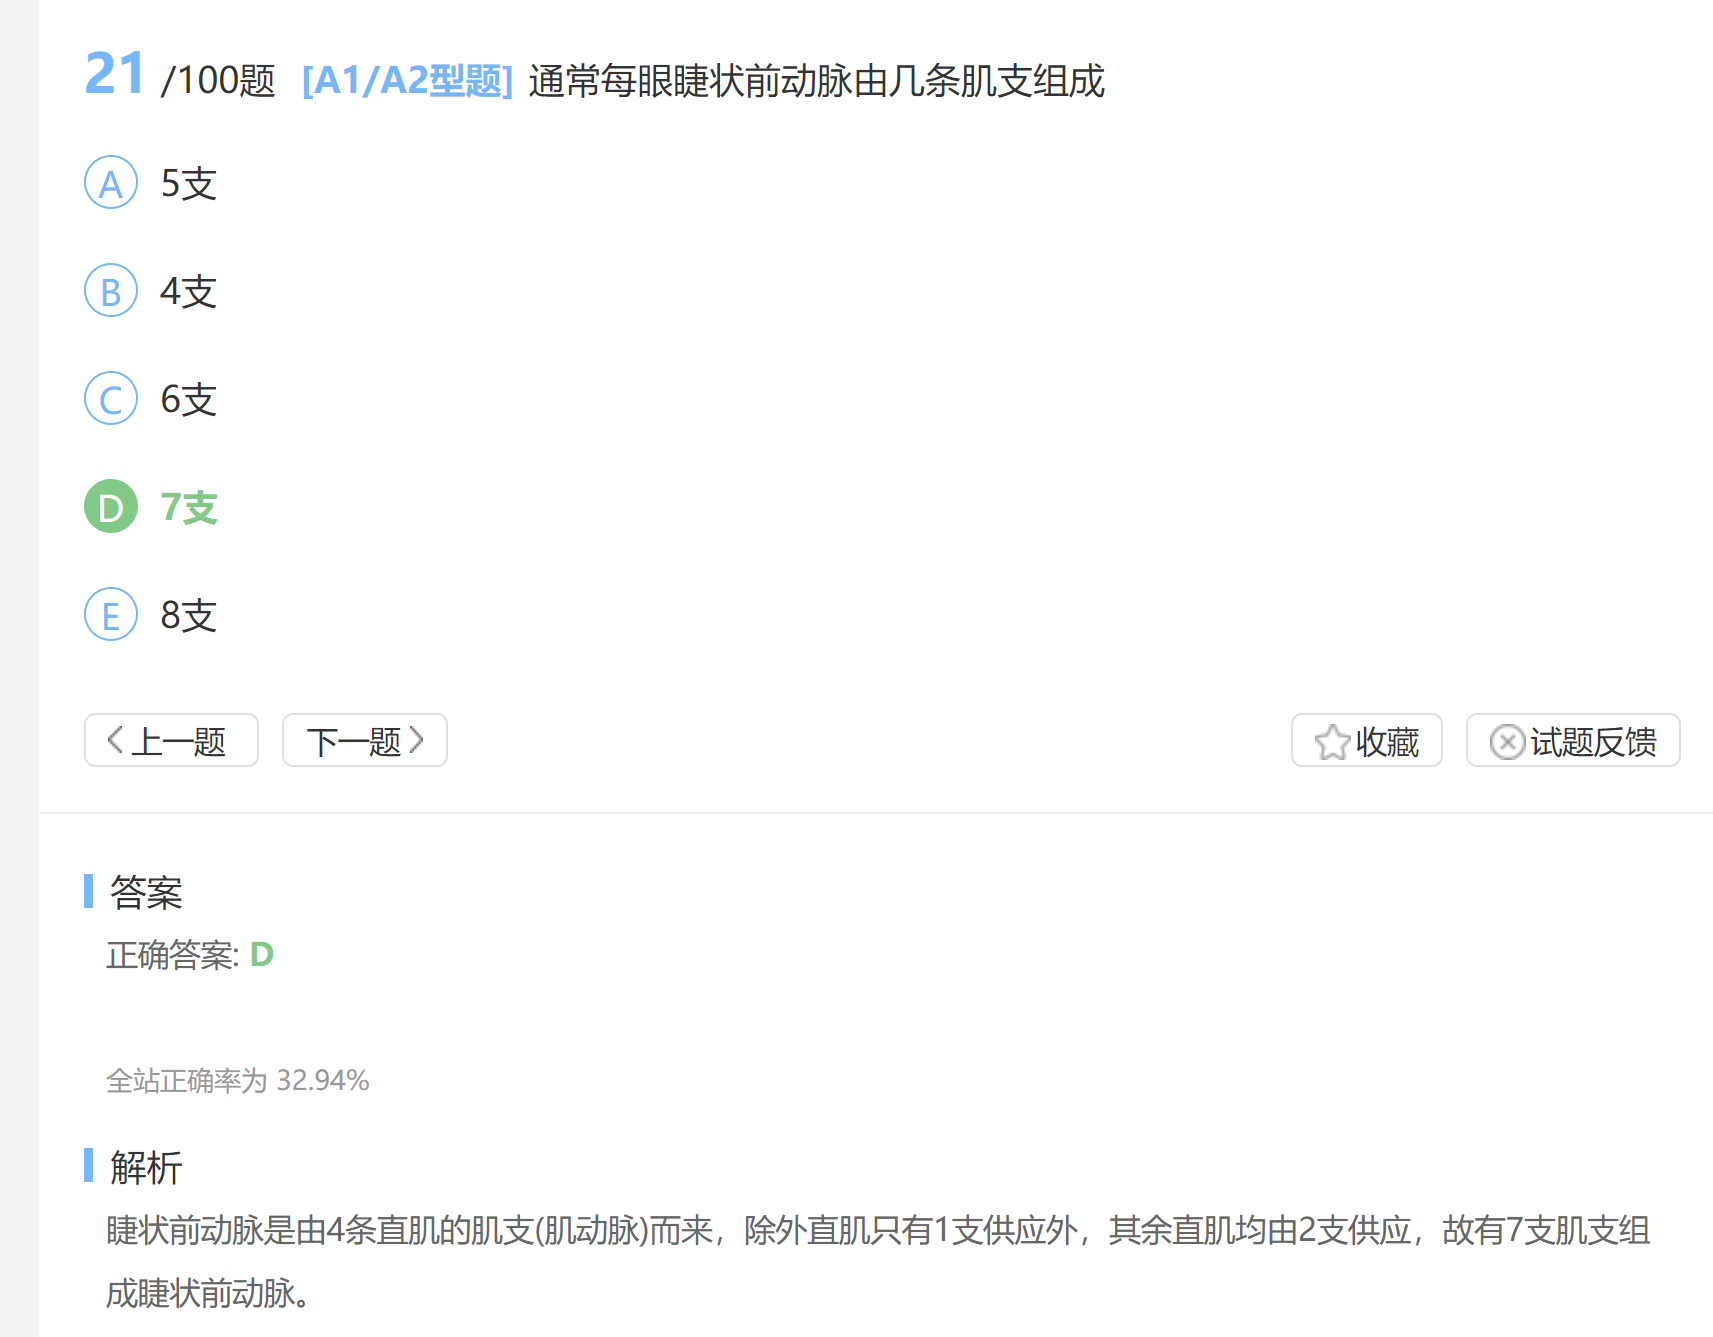 21 /100题 [A1/A2型题] 通常每眼睫状前动脉由几条肌支组成
A 5支
B 4支
C 6支
D 7支
E 8支
上一题 下一题 收藏 试题反馈
答案
正确答案: D
全站正确率为 32.94%
解析
睫状前动脉是由4条直肌的肌支(肌动脉)而来，除外直肌只有1支供应外，其余直肌均由2支供应，故有7支肌支组
成睫状前动脉。